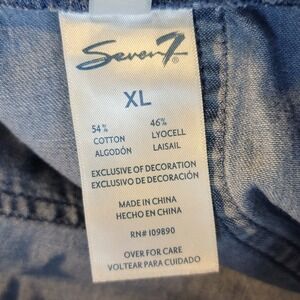 Seven7®
XL
54% 46%
COTTON LYOCELL
ALGODÓN LAISAIL
EXCLUSIVE OF DECORATION
EXCLUSIVO DE DECORACIÓN
MADE IN CHINA
HECHO EN CHINA
RN# 109890
OVER FOR CARE
VOLTEAR PARA CUIDADO